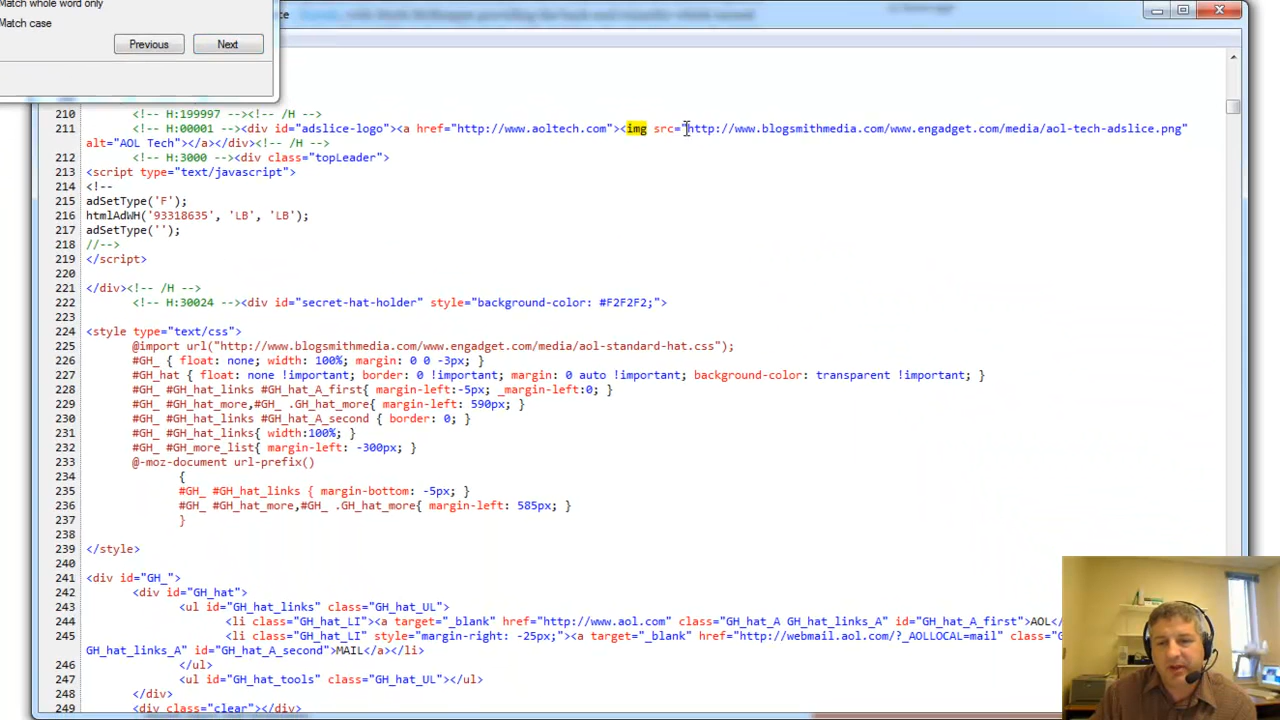 Match whole word only
Match case
Previous Next
210 <!-- H:199997 --><!-- /H -->
211 <!-- H:00001 --><div id="adslice-logo"><a href="http://www.aoltech.com"><img src="http://www.blogsmithmedia.com/www.engadget.com/media/aol-tech-adslice.png"
alt="AOL Tech"></a></div><!-- /H -->
212 <!-- H:3000 --><div class="topLeader">
213 <script type="text/javascript">
214 <!--
215 adSetType('F');
216 htmlAdWH('93318635', 'LB', 'LB');
217 adSetType('');
218 //-->
219 </script>
220
221 </div><!-- /H -->
222 <!-- H:30024 --><div id="secret-hat-holder" style="background-color: #F2F2F2;">
223
224 <style type="text/css">
225 @import url("http://www.blogsmithmedia.com/www.engadget.com/media/aol-standard-hat.css");
226 #GH_ { float: none; width: 100%; margin: 0 0 -3px; }
227 #GH_hat { float: none !important; border: 0 !important; margin: 0 auto !important; background-color: transparent !important; }
228 #GH_ #GH_hat_links #GH_hat_A_first{ margin-left:-5px; _margin-left:0; }
229 #GH_ #GH_hat_more,#GH_ .GH_hat_more{ margin-left: 590px; }
230 #GH_ #GH_hat_links #GH_hat_A_second { border: 0; }
231 #GH_ #GH_hat_links{ width:100%; }
232 #GH_ #GH_more_list{ margin-left: -300px; }
233 @-moz-document url-prefix()
234 {
235 #GH_ #GH_hat_links { margin-bottom: -5px; }
236 #GH_ #GH_hat_more,#GH_ .GH_hat_more{ margin-left: 585px; }
237 }
238
239 </style>
240
241 <div id="GH_">
242 <div id="GH_hat">
243 <ul id="GH_hat_links" class="GH_hat_UL">
244 <li class="GH_hat_LI"><a target="_blank" href="http://www.aol.com" class="GH_hat_A GH_hat_links_A" id="GH_hat_A_first">AOL</
245 <li class="GH_hat_LI" style="margin-right: -25px;"><a target="_blank" href="http://webmail.aol.com/?_AOLLOCAL=mail" class="G
GH_hat_links_A" id="GH_hat_A_second">MAIL</a></li>
246 </ul>
247 <ul id="GH_hat_tools" class="GH_hat_UL"></ul>
248 </div>
249 <div class="clear"></div>